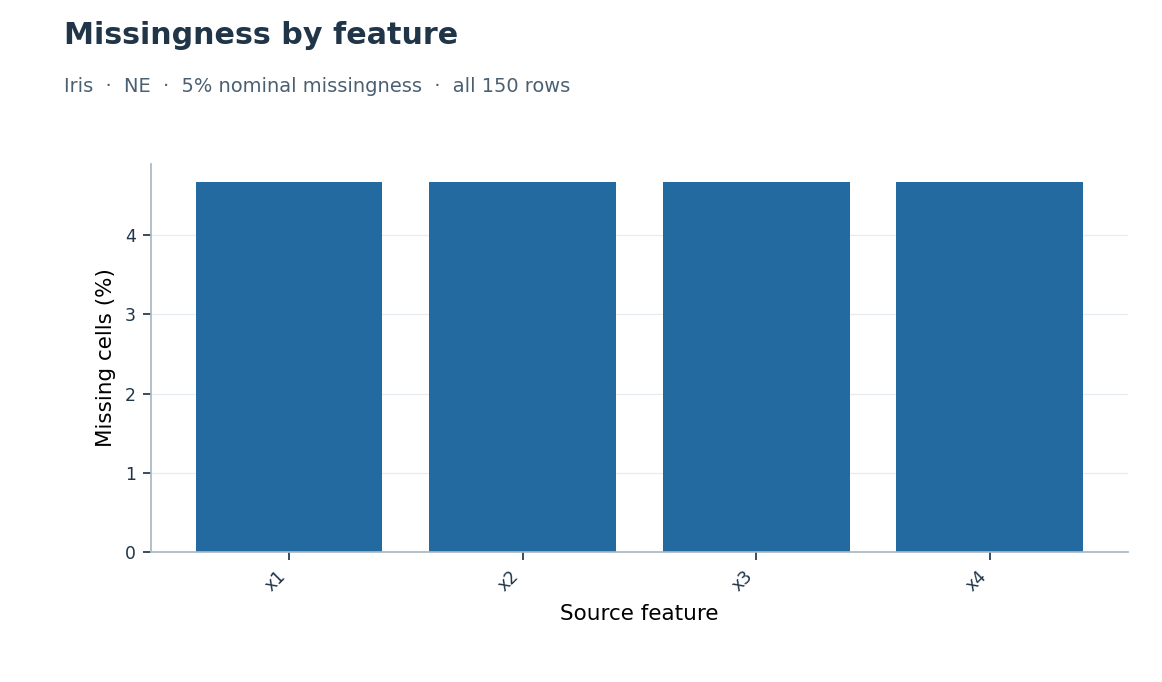 Missingness by feature
Iris · NE · 5% nominal missingness · all 150 rows
Missing cells (%)
4
3
2
1
0
x1
x2
x3
x4
Source feature